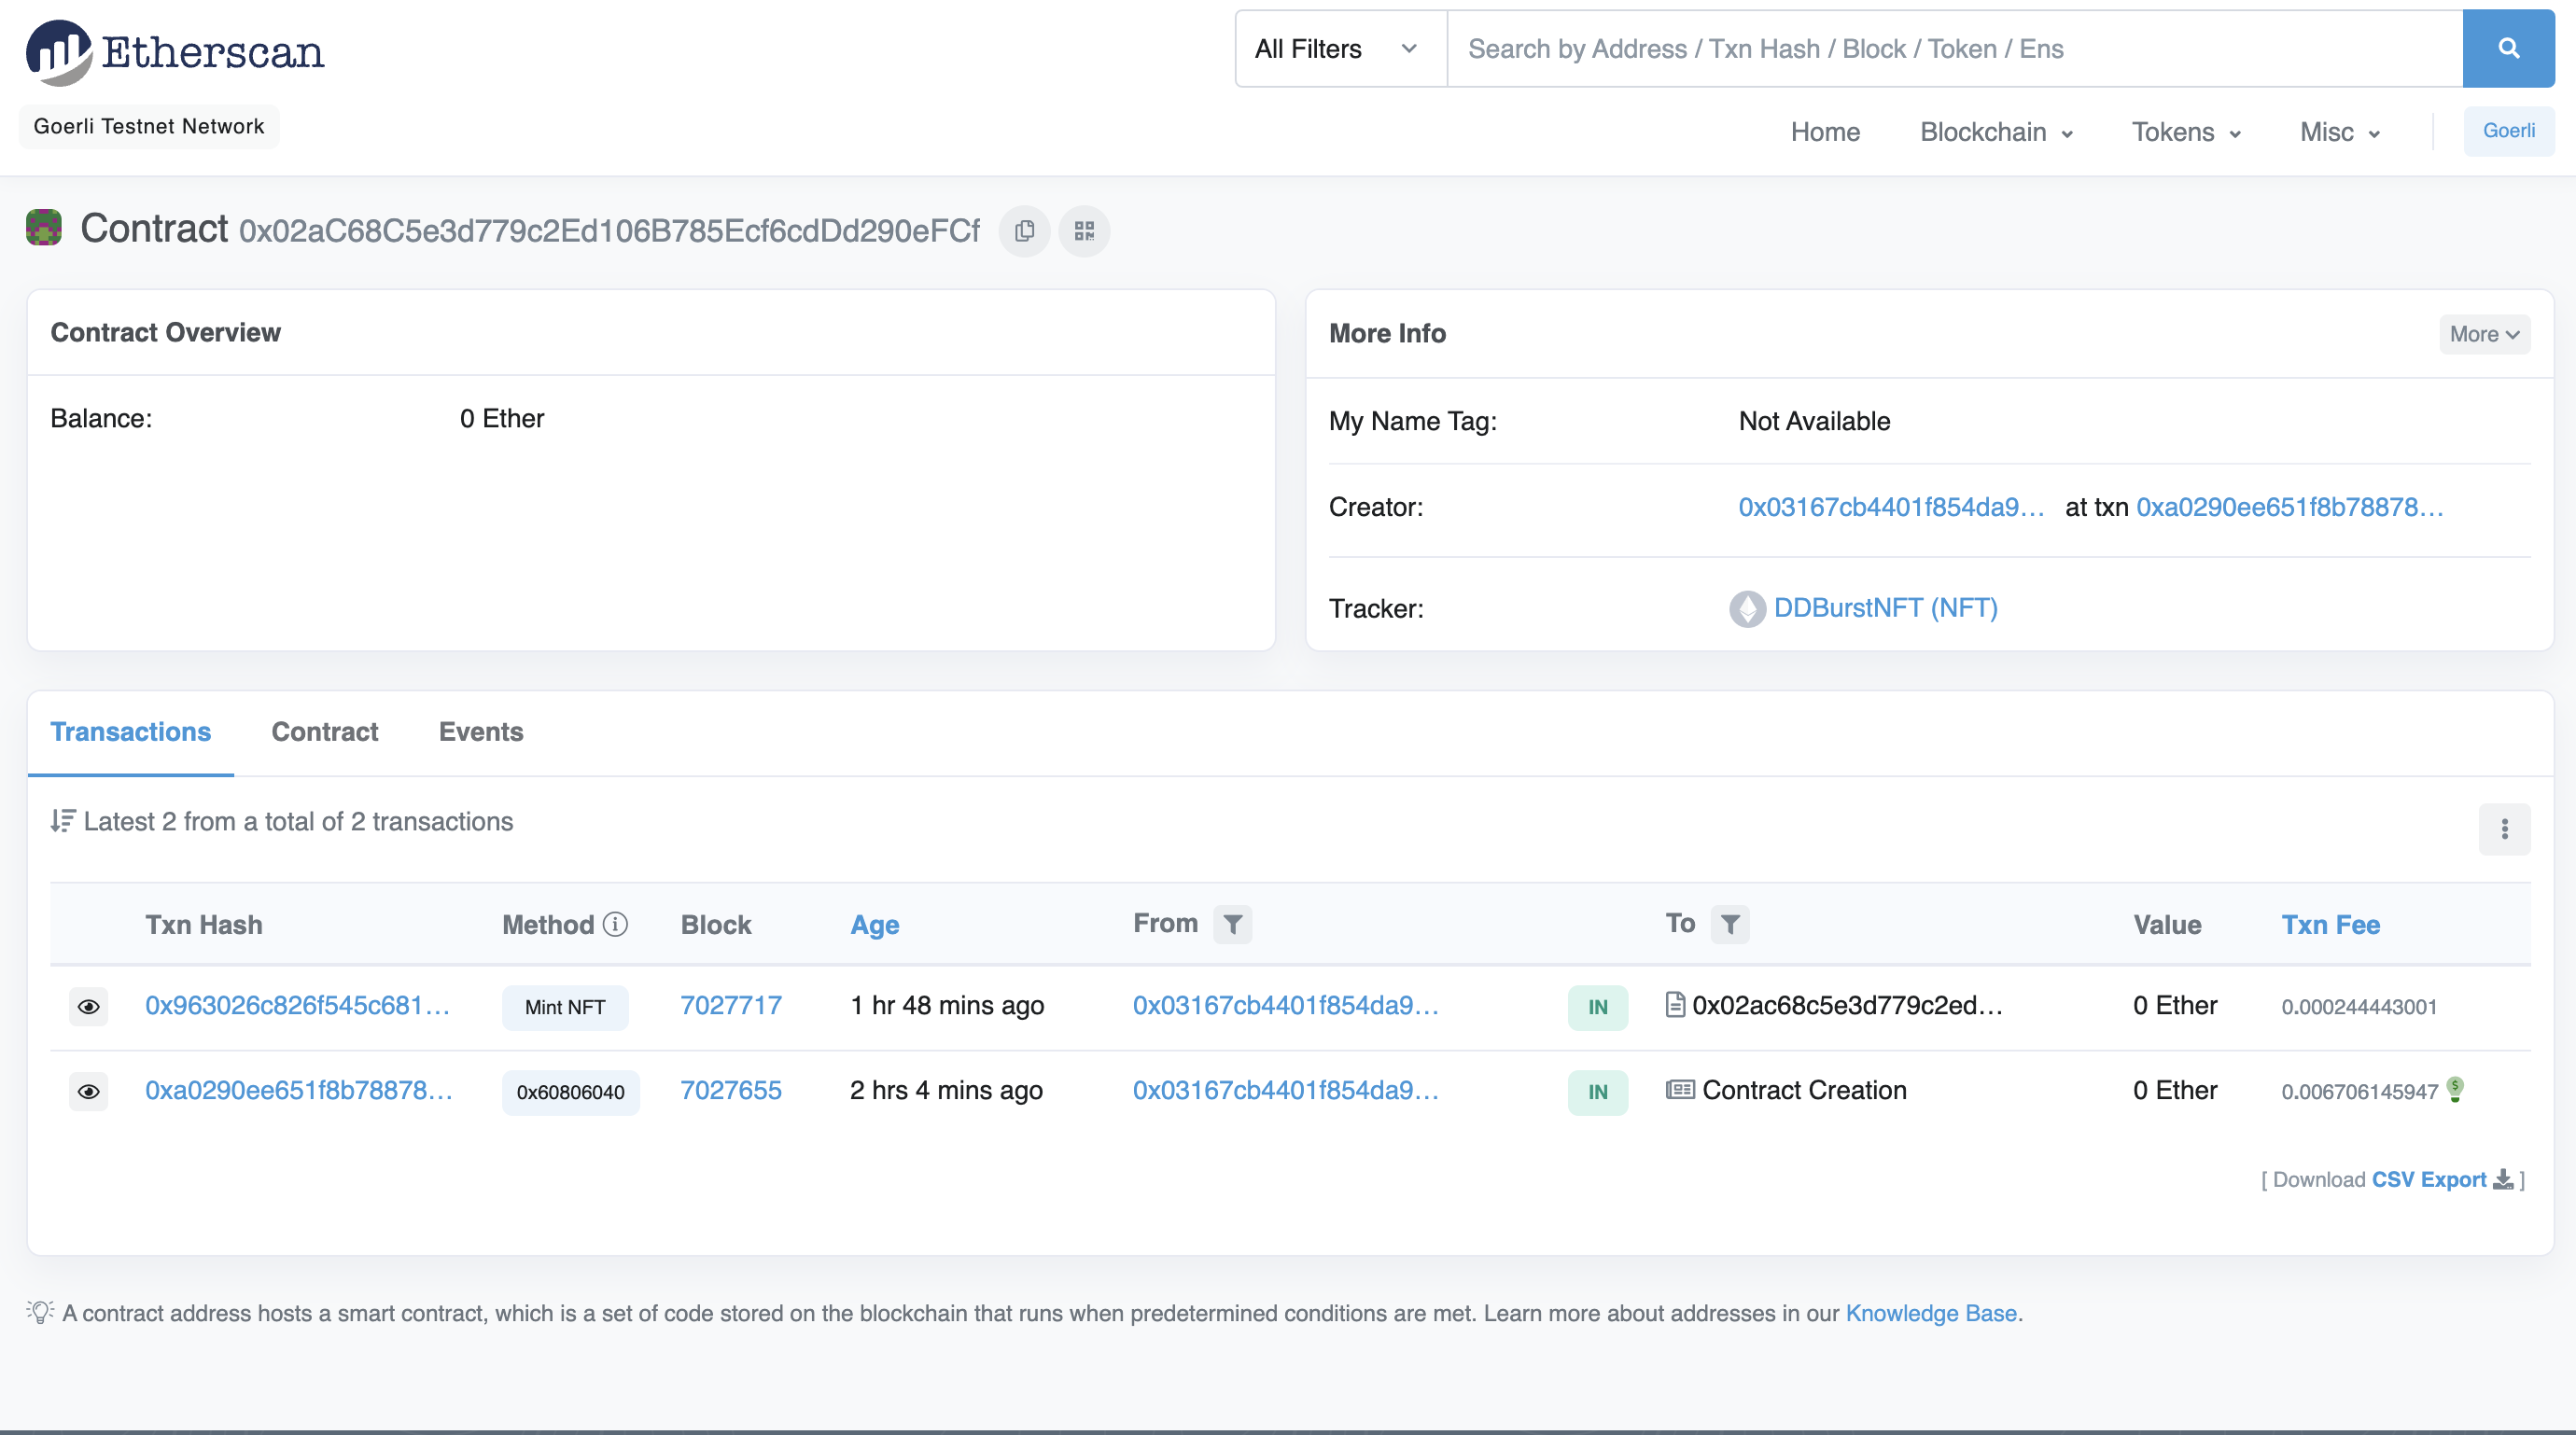 Etherscan
All Filters Search by Address / Txn Hash / Block / Token / Ens
Goerli Testnet Network
Home Blockchain Tokens Misc Goerli
Contract 0x02aC68C5e3d779c2Ed106B785Ecf6cdDd290eFCf
Contract Overview
Balance: 0 Ether
More Info More
My Name Tag: Not Available
Creator: 0x03167cb4401f854da9... at txn 0xa0290ee651f8b78878...
Tracker: DDBurstNFT (NFT)
Transactions Contract Events
Latest 2 from a total of 2 transactions
Txn Hash Method Block Age From To Value Txn Fee
0x963026c826f545c681... Mint NFT 7027717 1 hr 48 mins ago 0x03167cb4401f854da9... IN 0x02ac68c5e3d779c2ed... 0 Ether 0.000244443001
0xa0290ee651f8b78878... 0x60806040 7027655 2 hrs 4 mins ago 0x03167cb4401f854da9... IN Contract Creation 0 Ether 0.006706145947
[ Download CSV Export ]
A contract address hosts a smart contract, which is a set of code stored on the blockchain that runs when predetermined conditions are met. Learn more about addresses in our Knowledge Base.